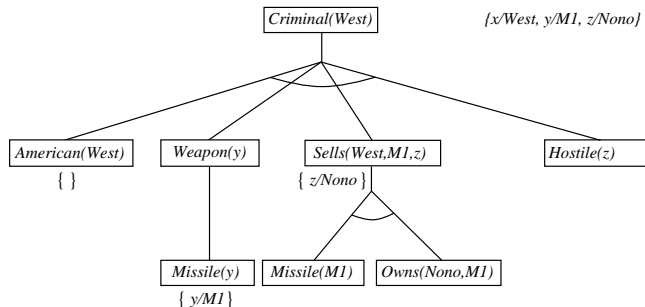 Criminal(West) {x/West, y/M1, z/Nono}
American(West) Weapon(y) Sells(West,M1,z) Hostile(z)
{ } { z/Nono }
Missile(y) Missile(M1) Owns(Nono,M1)
{ y/M1 }